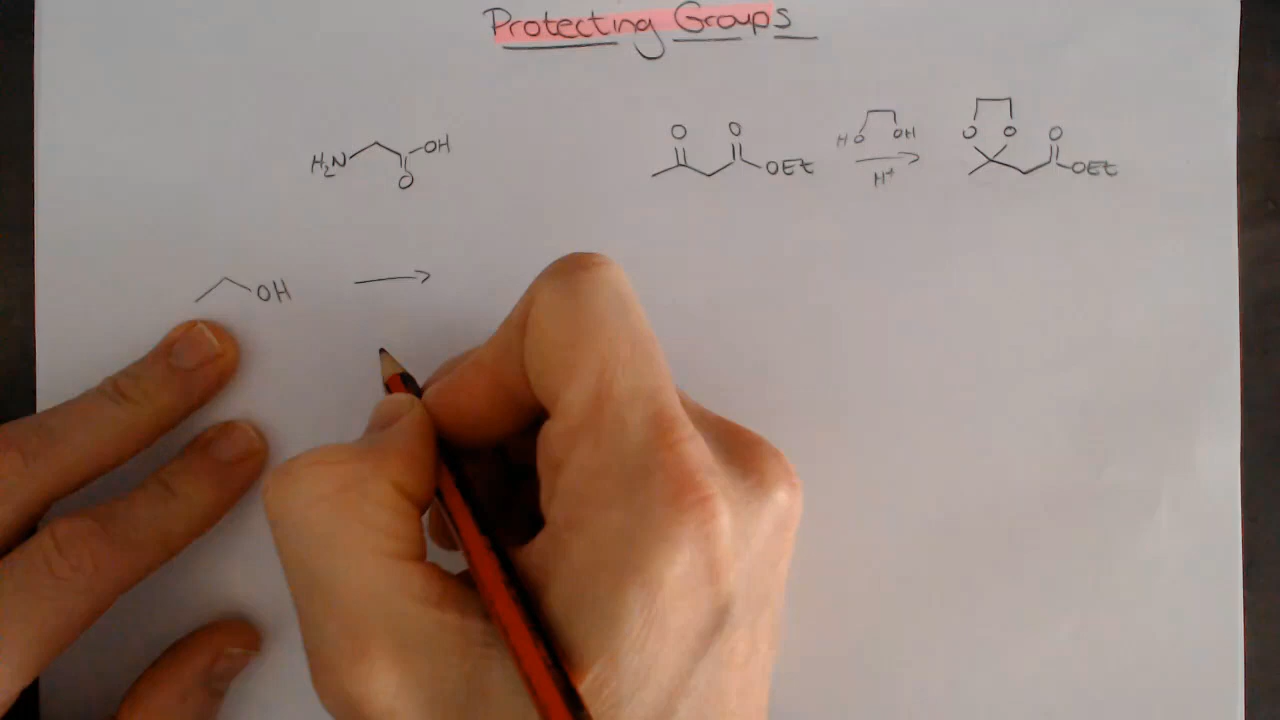 Protecting Groups
H₂N OH O
O O OEt HO OH H⁺ O O O OEt
OH